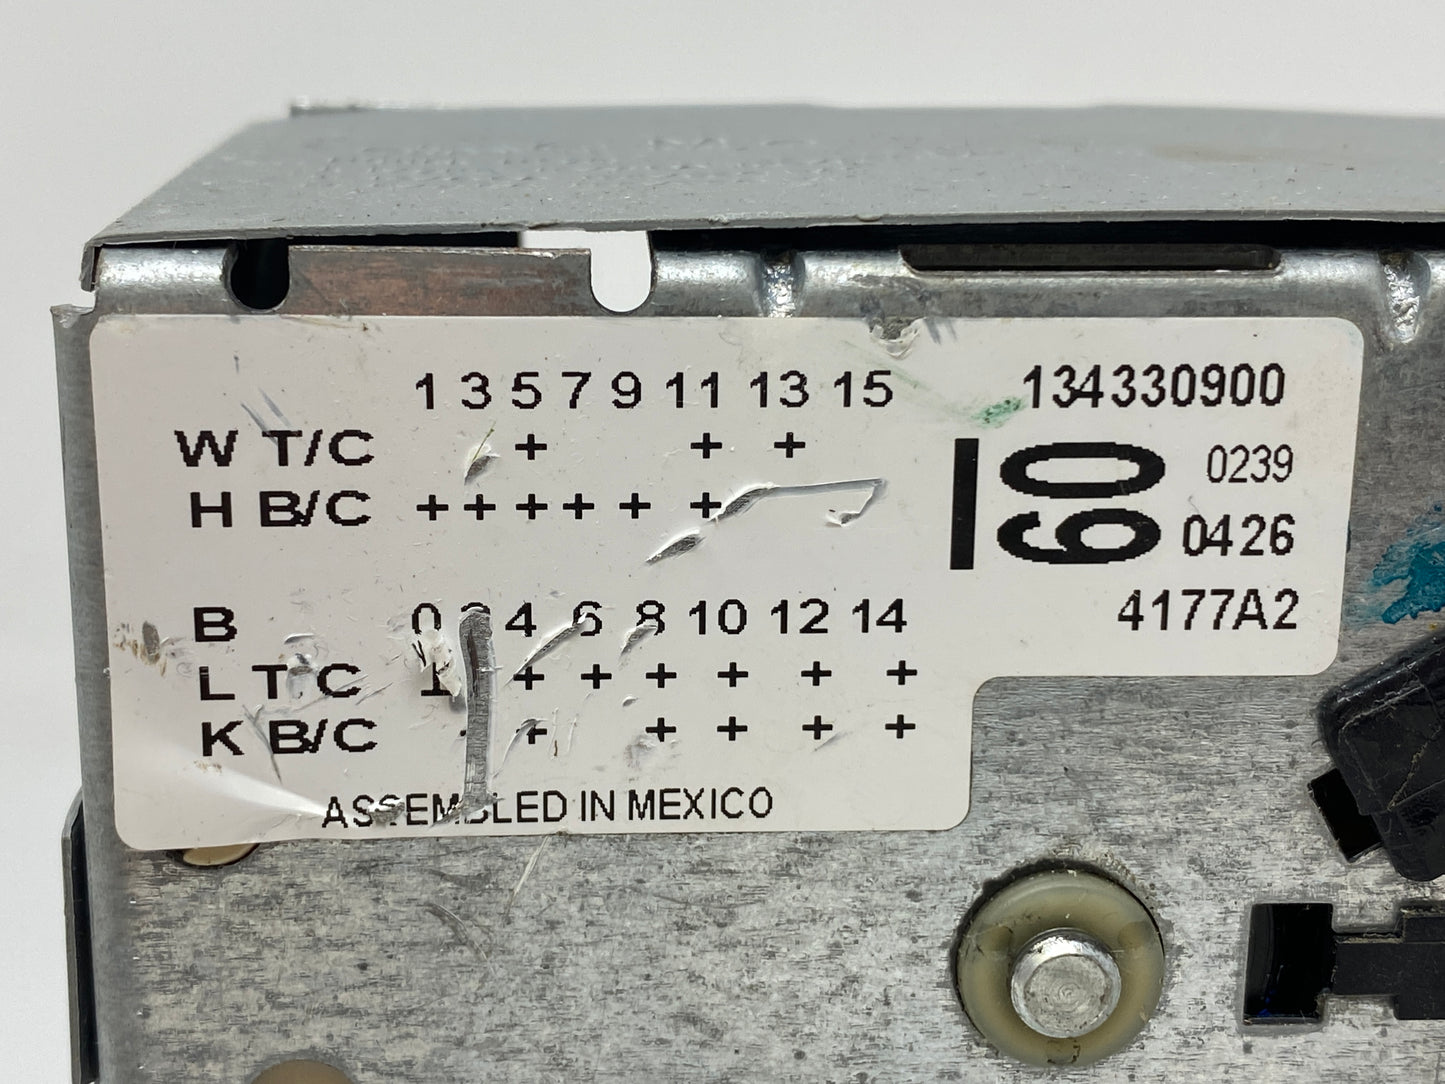 1 3 5 7 9 11 13 15
W T/C + + +
H B/C + + + + + +
B 0 4 6 8 10 12 14
L T/C + + + + + +
K B/C + + + + +
ASSEMBLED IN MEXICO
134330900
0239
60
0426
4177A2